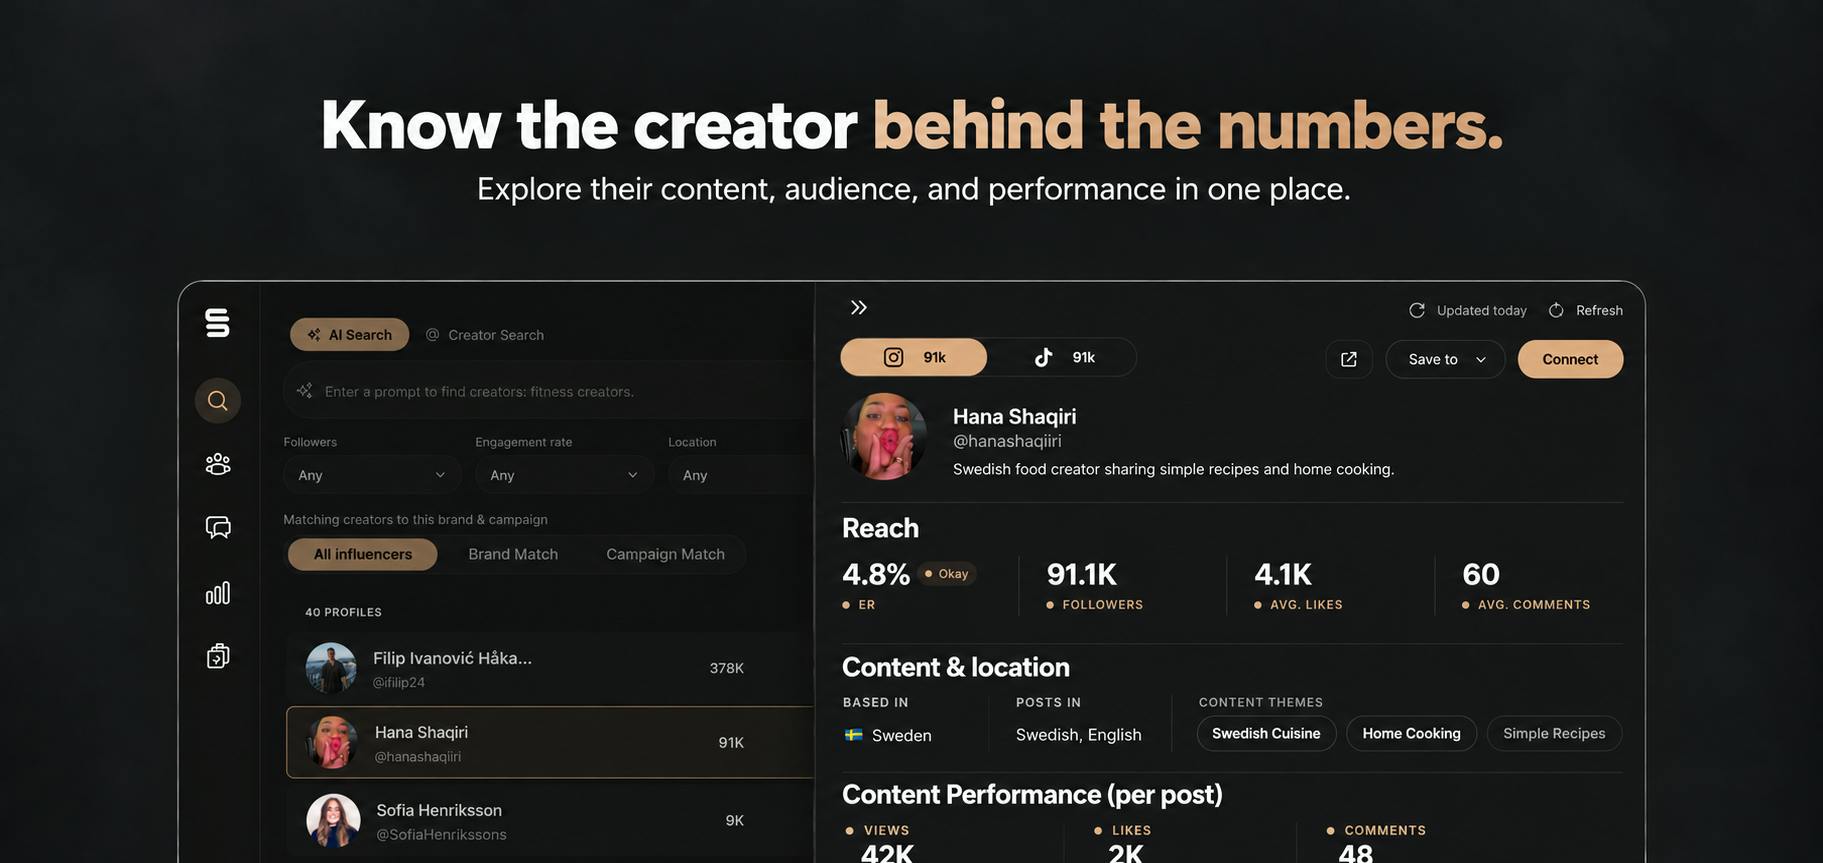 Know the creator behind the numbers.
Explore their content, audience, and performance in one place.
AI Search
Creator Search
Enter a prompt to find creators: fitness creators.
Followers
Engagement rate
Location
Any
Any
Any
Matching creators to this brand & campaign
All influencers
Brand Match
Campaign Match
40 PROFILES
Filip Ivanović Håka...
@ifilip24
378K
Hana Shaqiri
@hanashaqiiri
91K
Sofia Henriksson
@SofiaHenrikssons
9K
Updated today
Refresh
91k
91k
Save to
Connect
Hana Shaqiri
@hanashaqiiri
Swedish food creator sharing simple recipes and home cooking.
Reach
4.8%
Okay
ER
91.1K
FOLLOWERS
4.1K
AVG. LIKES
60
AVG. COMMENTS
Content & location
BASED IN
Sweden
POSTS IN
Swedish, English
CONTENT THEMES
Swedish Cuisine
Home Cooking
Simple Recipes
Content Performance (per post)
VIEWS
42K
LIKES
2K
COMMENTS
48